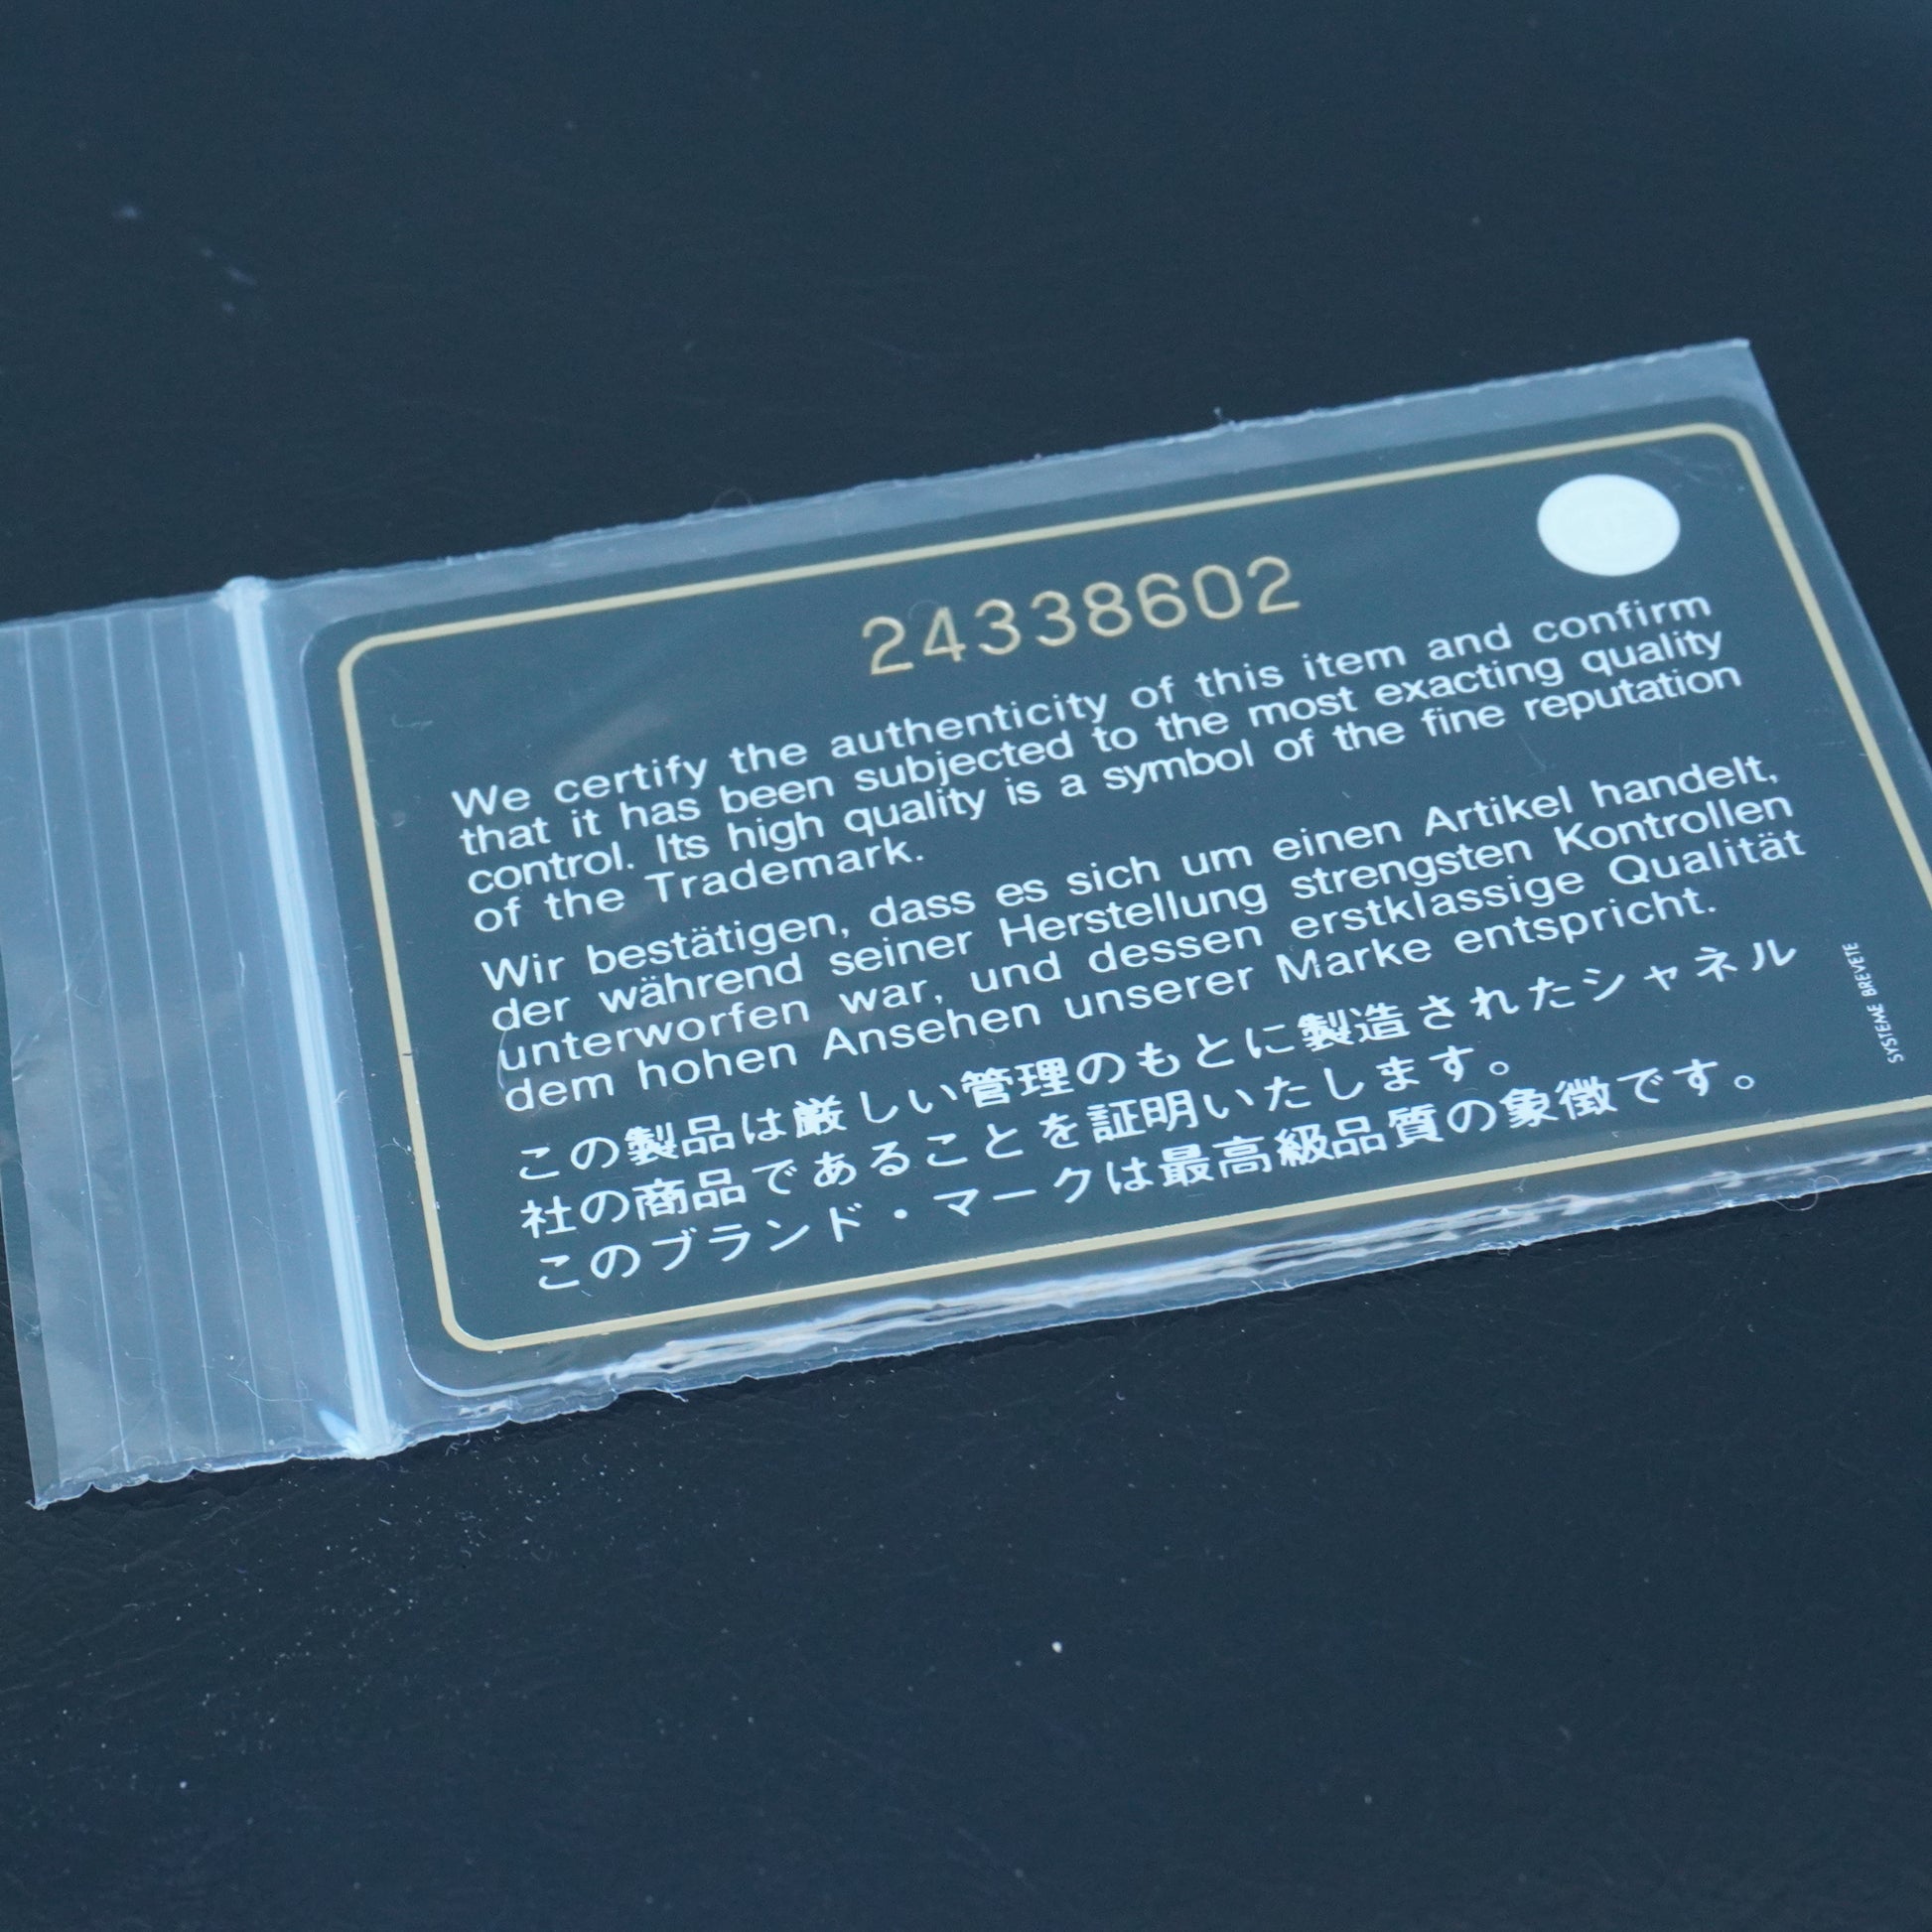 24338602
We certify the authenticity of this item and confirm
that it has been subjected to the most exacting quality
control. Its high quality is a symbol of the fine reputation
of the Trademark.
Wir bestätigen, dass es sich um einen Artikel handelt,
der während seiner Herstellung strengsten Kontrollen
unterworfen war, und dessen erstklassige Qualität
dem hohen Ansehen unserer Marke entspricht.
この製品は厳しい管理のもとに製造されたシャネル
社の商品であることを証明いたします。
このブランド・マークは最高級品質の象徴です。
SYSTEME BREVETE